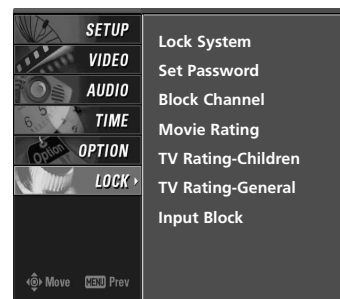 SETUP
VIDEO
AUDIO
TIME
OPTION
LOCK
Move MENU Prev
Lock System
Set Password
Block Channel
Movie Rating
TV Rating-Children
TV Rating-General
Input Block